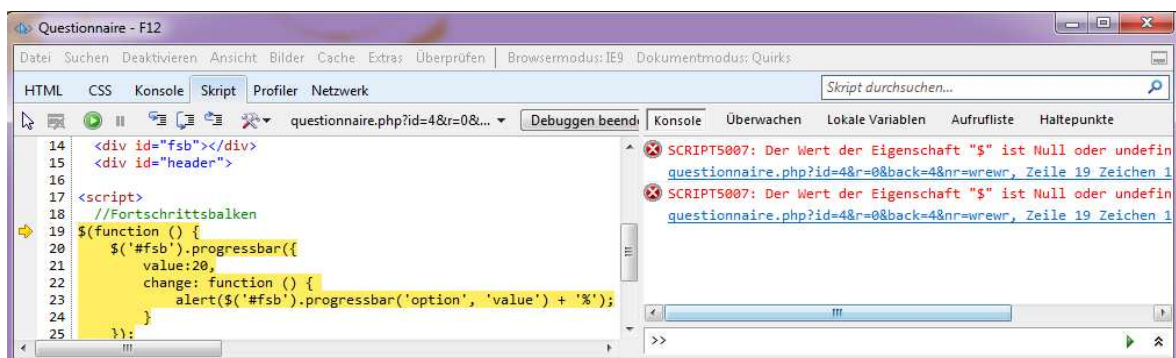 Questionnaire - F12
Datei Suchen Deaktivieren Ansicht Bilder Cache Extras Überprüfen Browsermodus: IE9 Dokumentmodus: Quirks
HTML CSS Konsole Skript Profiler Netzwerk Skript durchsuchen...
questionnaire.php?id=4&r=0&... Debuggen beend Konsole Überwachen Lokale Variablen Aufrufliste Haltepunkte
14 <div id="fsb"></div>
15 <div id="header">
16
17 <script>
18 //Fortschrittsbalken
19 $(function () {
20 $('#fsb').progressbar({
21 value:20,
22 change: function () {
23 alert($('#fsb').progressbar('option', 'value') + '%');
24 }
25 });
SCRIPT5007: Der Wert der Eigenschaft "$" ist Null oder undefin
questionnaire.php?id=4&r=0&back=4&nr=wrewr, Zeile 19 Zeichen 1
SCRIPT5007: Der Wert der Eigenschaft "$" ist Null oder undefin
questionnaire.php?id=4&r=0&back=4&nr=wrewr, Zeile 19 Zeichen 1
>>